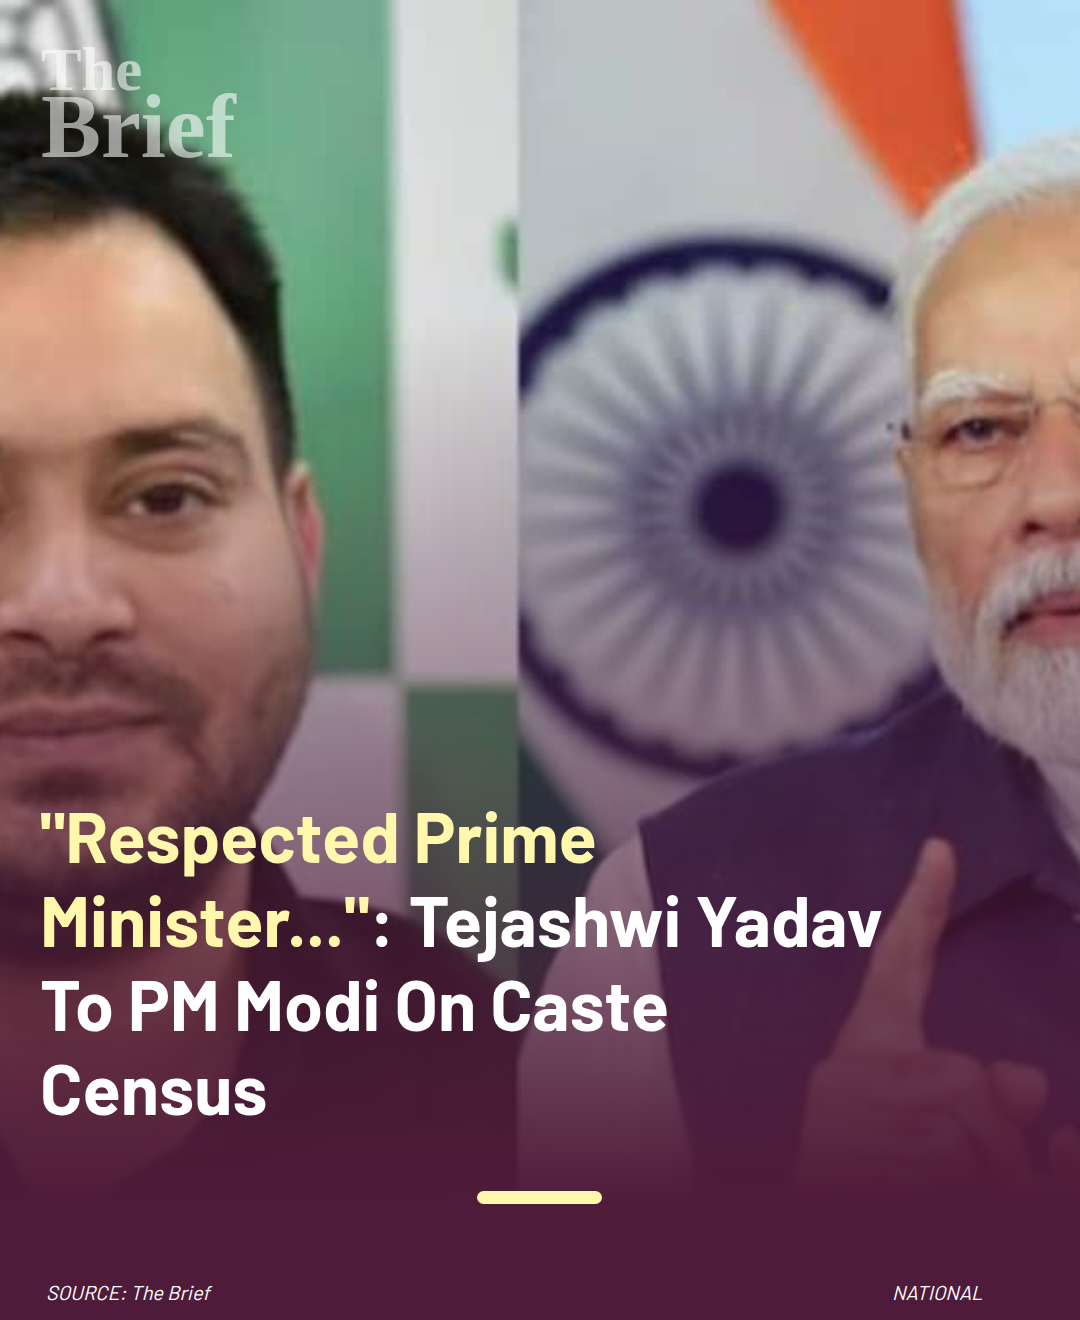 The
Brief
"Respected Prime
Minister...": Tejashwi Yadav
To PM Modi On Caste
Census
SOURCE: The Brief
NATIONAL